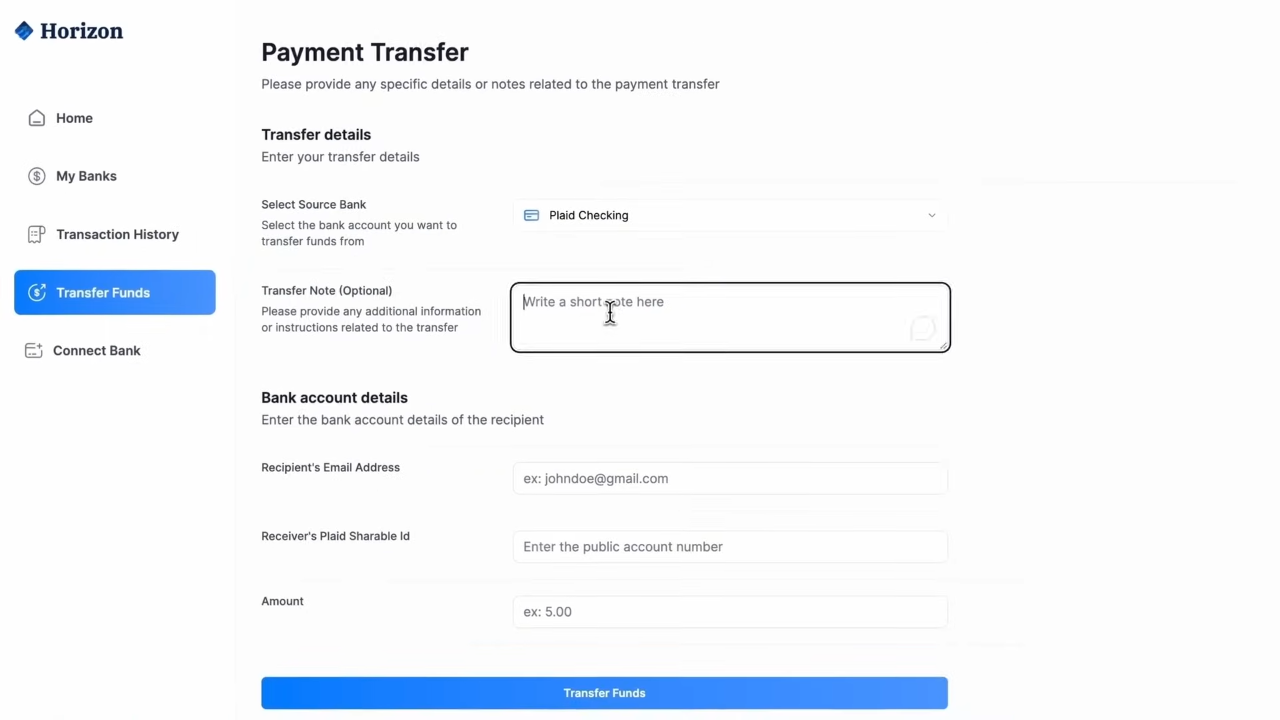 Horizon
Home
My Banks
Transaction History
Transfer Funds
Connect Bank
Payment Transfer
Please provide any specific details or notes related to the payment transfer
Transfer details
Enter your transfer details
Select Source Bank
Select the bank account you want to
transfer funds from
Plaid Checking
Transfer Note (Optional)
Please provide any additional information
or instructions related to the transfer
Write a short note here
Bank account details
Enter the bank account details of the recipient
Recipient's Email Address
ex: johndoe@gmail.com
Receiver's Plaid Sharable Id
Enter the public account number
Amount
ex: 5.00
Transfer Funds